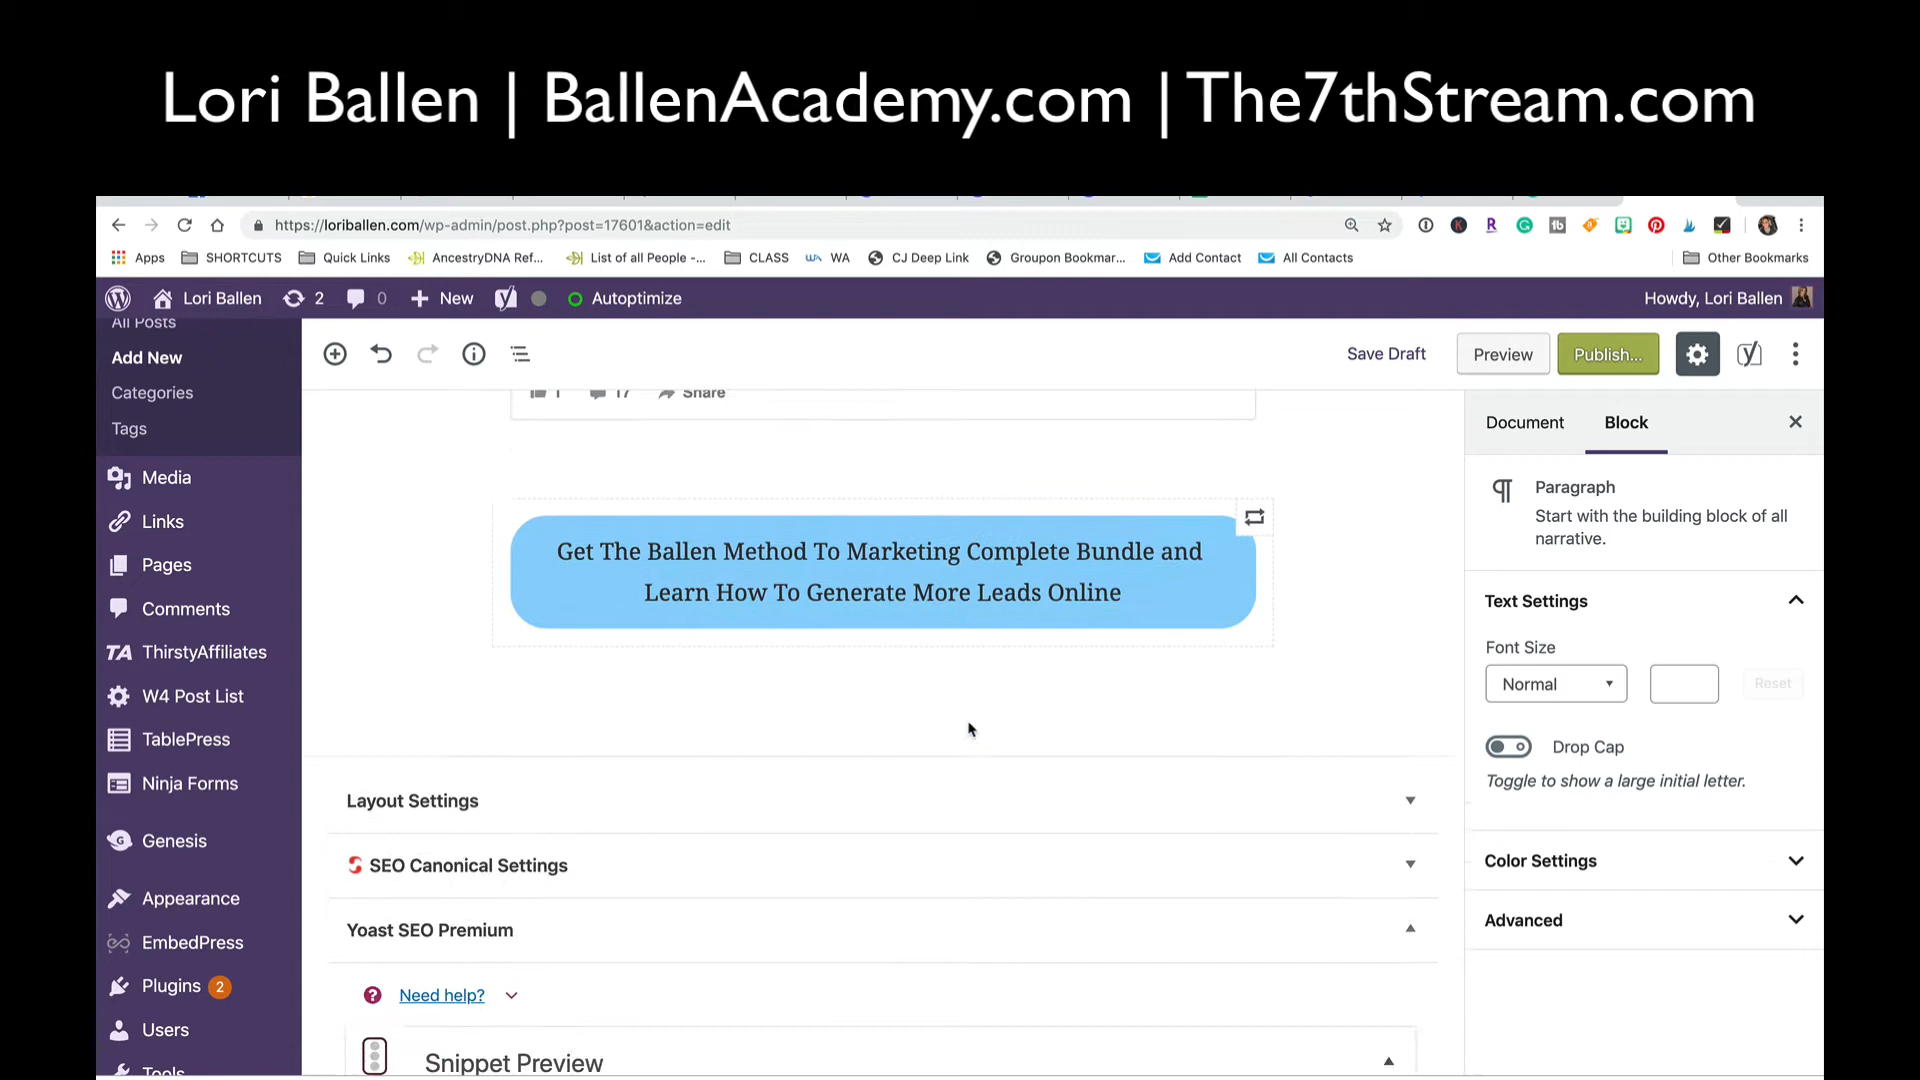 Lori Ballen | BallenAcademy.com | The7thStream.com
https://loriballen.com/wp-admin/post.php?post=17601&action=edit
Apps SHORTCUTS Quick Links AncestryDNA Ref... List of all People -... CLASS WA CJ Deep Link Groupon Bookmar... Add Contact All Contacts Other Bookmarks
Lori Ballen 2 0 New Autoptimize Howdy, Lori Ballen
All Posts
Add New
Categories
Tags
Media
Links
Pages
Comments
TA ThirstyAffiliates
W4 Post List
TablePress
Ninja Forms
Genesis
Appearance
EmbedPress
Plugins 2
Users
Tools
Save Draft Preview Publish...
1 17 Share
Get The Ballen Method To Marketing Complete Bundle and
Learn How To Generate More Leads Online
Layout Settings
SEO Canonical Settings
Yoast SEO Premium
Need help?
Snippet Preview
Document Block
Paragraph
Start with the building block of all
narrative.
Text Settings
Font Size
Normal Reset
Drop Cap
Toggle to show a large initial letter.
Color Settings
Advanced